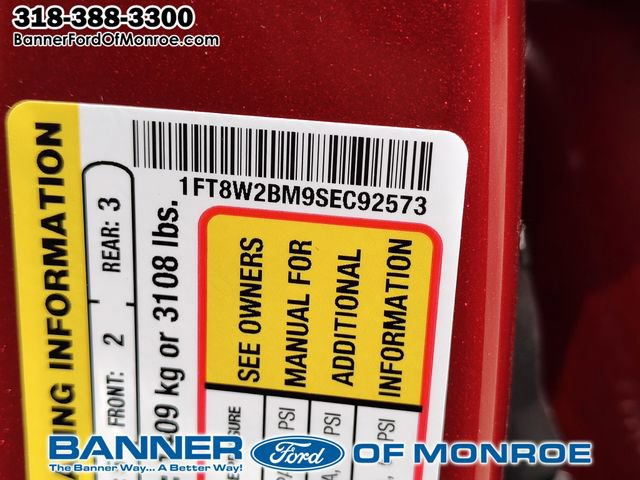 318-388-3300
BannerFordOfMonroe.com
1FT8W2BM9SEC92573
ING INFORMATION
FRONT: 2
REAR: 3
09 kg or 3108 lbs.
SEE OWNERS
MANUAL FOR
ADDITIONAL
INFORMATION
PSI
PSI
PSI
BANNER Ford OF MONROE
The Banner Way... A Better Way!